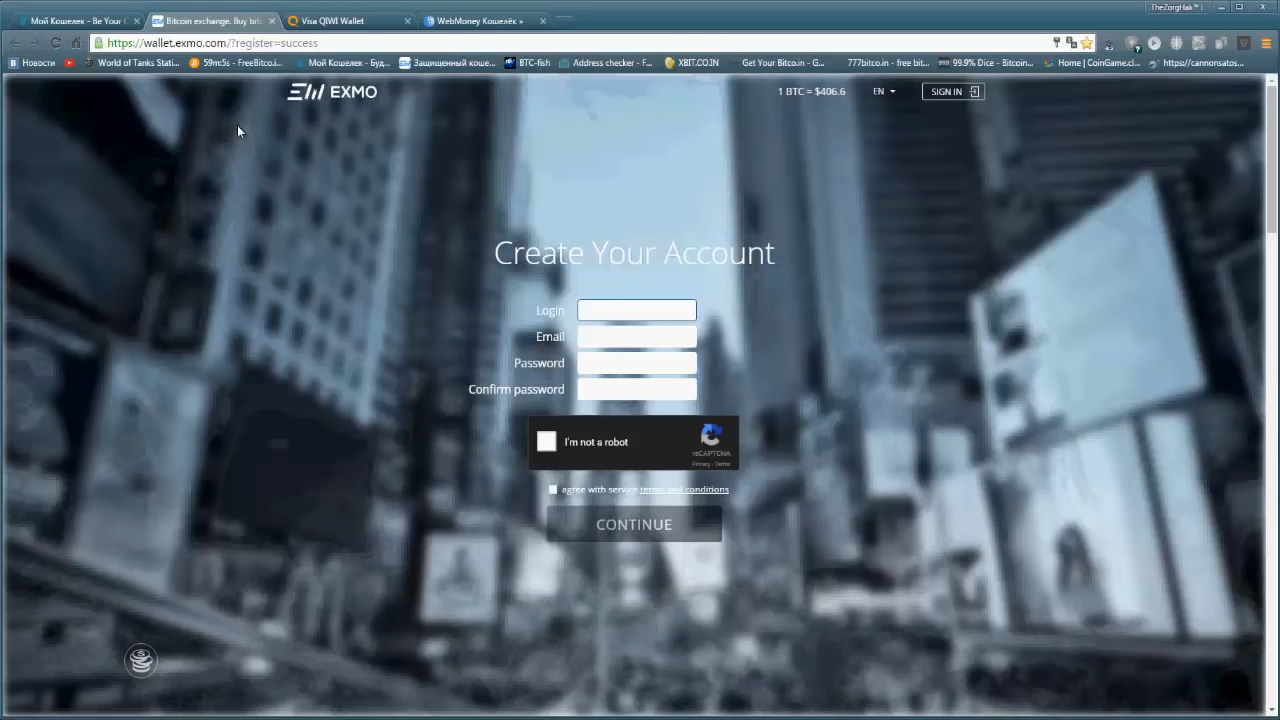 TheZorgHak™
Мой Кошелек - Be Your O
Bitcoin exchange. Buy bit
Visa QIWI Wallet
WebMoney Кошелёк »
https://wallet.exmo.com/?register=success
Новости
World of Tanks Stati...
59m5s - FreeBitco.i...
Мой Кошелек - Буд...
Защищенный коше...
BTC-fish
Address checker - F...
XBIT.CO.IN
Get Your Bitco.in - G...
777bitco.in - free bit...
99.9% Dice - Bitcoin...
Home | CoinGame.cl...
https://cannonsatos...
EXMO
1 BTC = $406.6
EN
SIGN IN
Create Your Account
Login
Email
Password
Confirm password
I'm not a robot
reCAPTCHA
Privacy - Terms
agree with service terms and conditions
CONTINUE